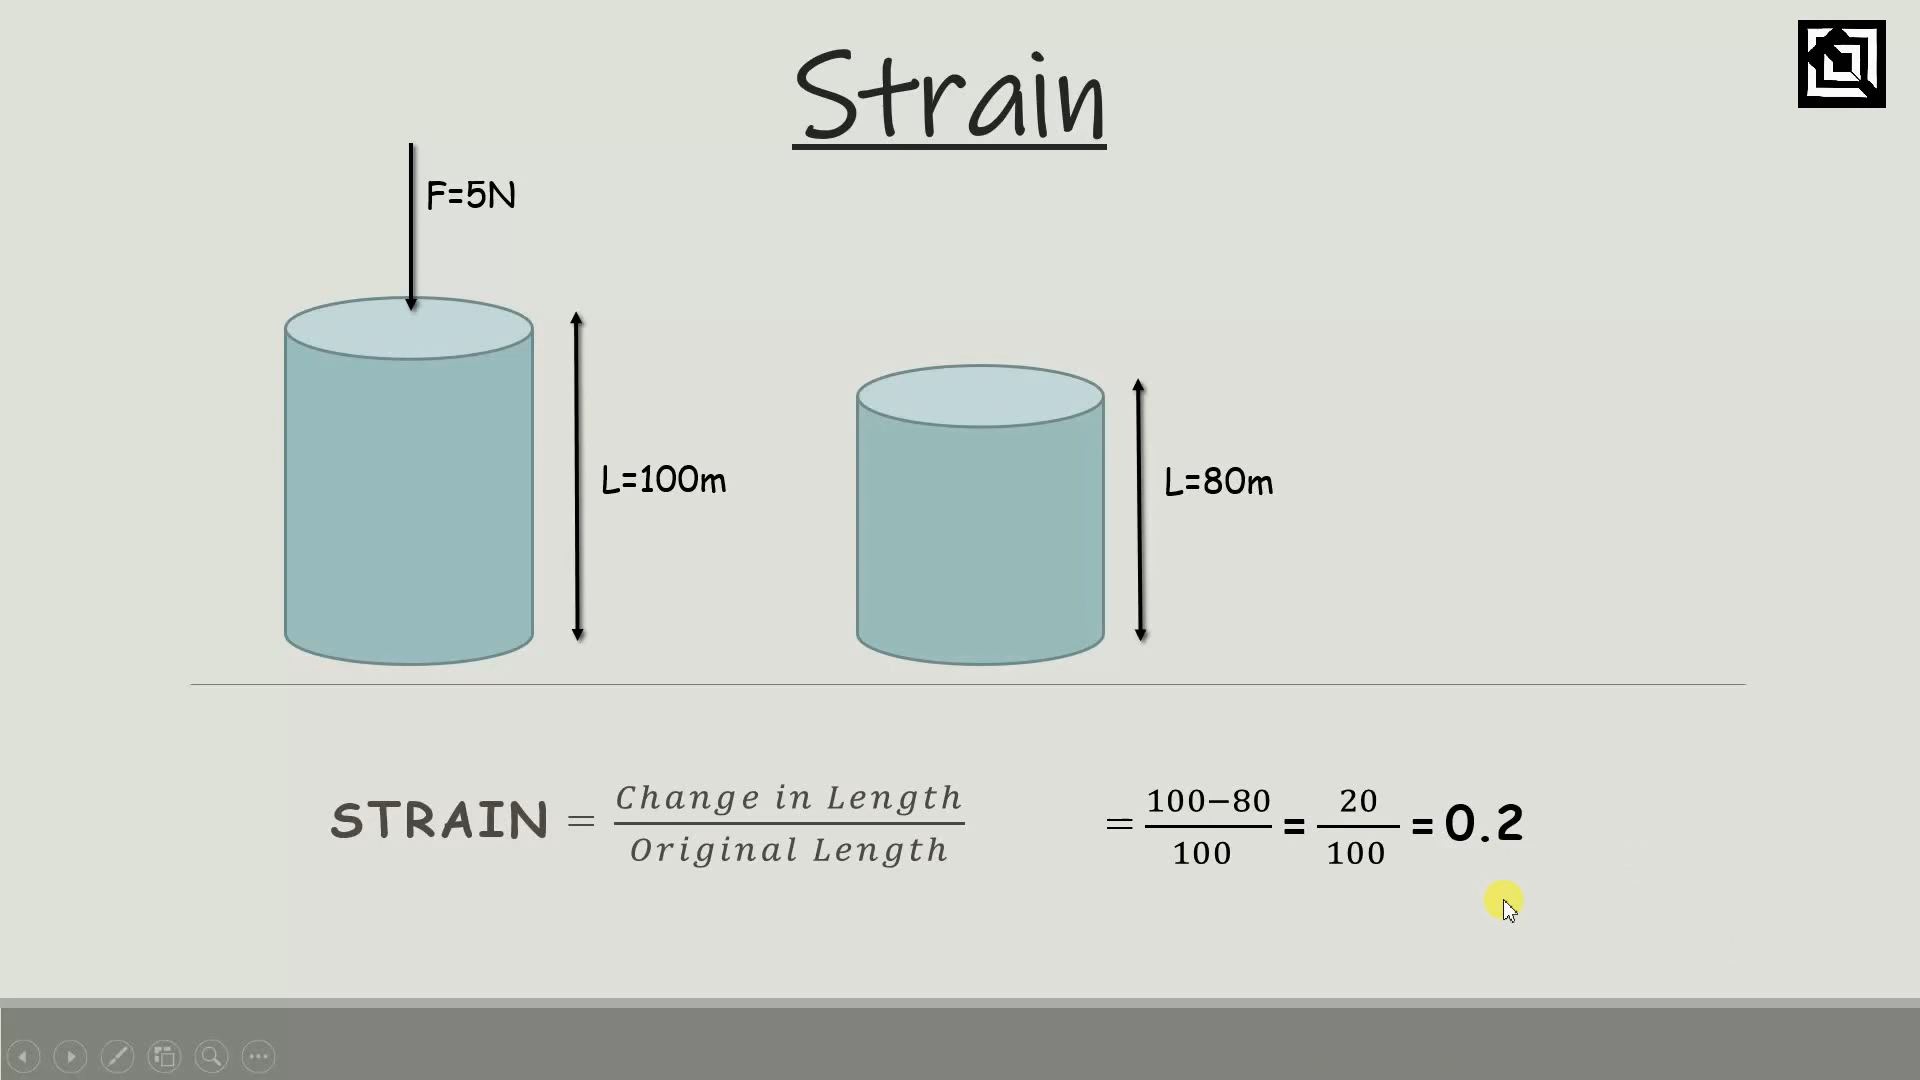 Strain
F=5N
L=100m
L=80m
STRAIN = Change in Length / Original Length
= 100−80 / 100 = 20 / 100 = 0.2